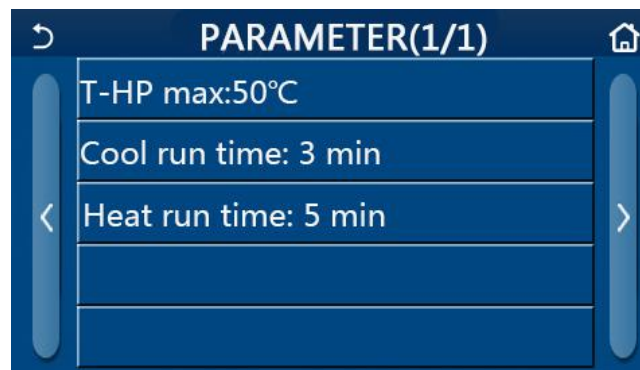 PARAMETER(1/1)
T-HP max:50℃
Cool run time: 3 min
Heat run time: 5 min